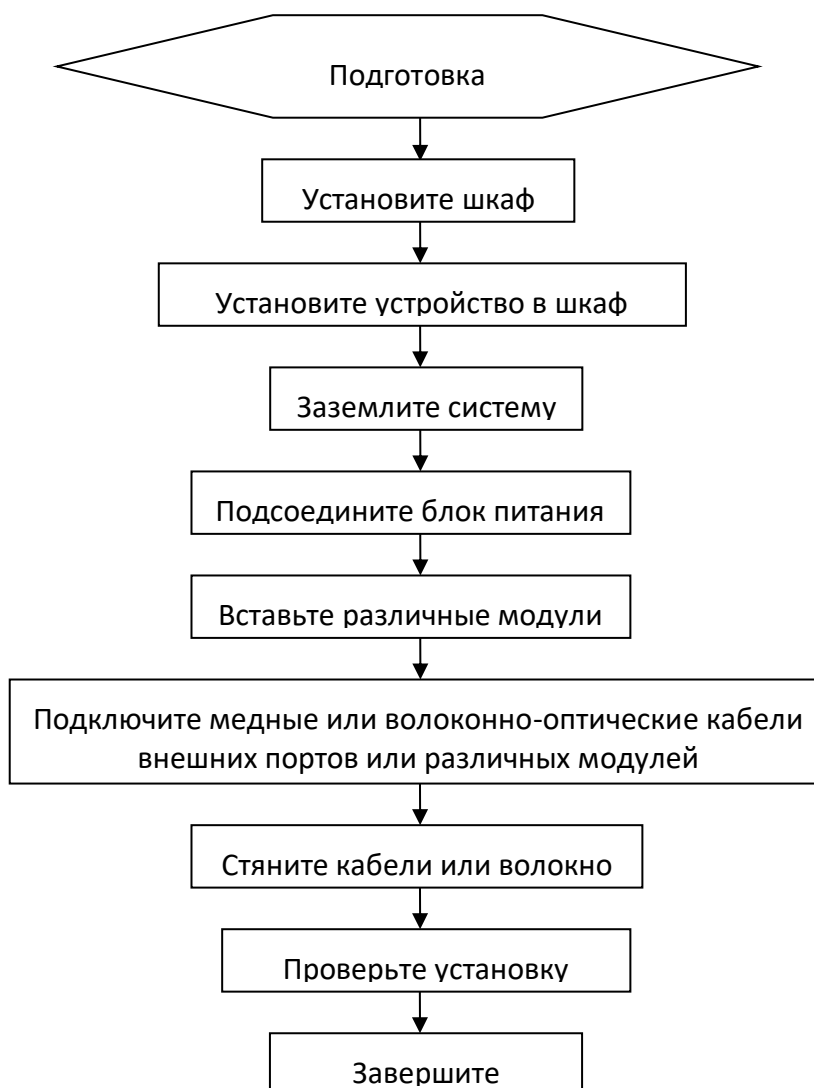 Подготовка
Установите шкаф
Установите устройство в шкаф
Заземлите систему
Подсоедините блок питания
Вставьте различные модули
Подключите медные или волоконно-оптические кабели
внешних портов или различных модулей
Стяните кабели или волокно
Проверьте установку
Завершите